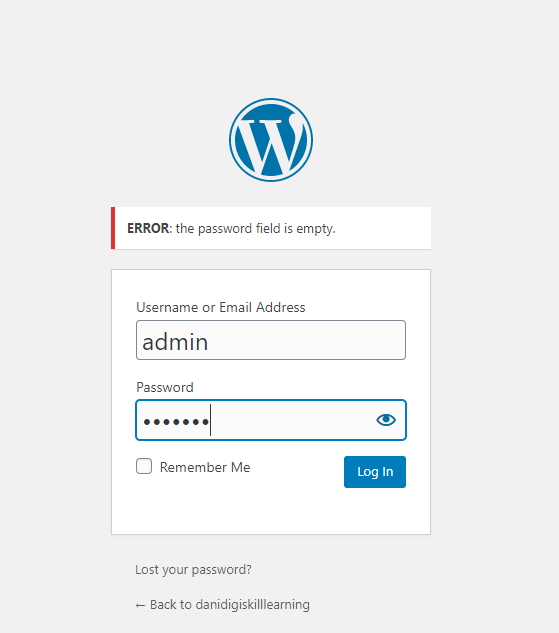 ERROR: the password field is empty.
Username or Email Address
admin
Password
•••••••
Remember Me
Log In
Lost your password?
← Back to danidigiskilllearning